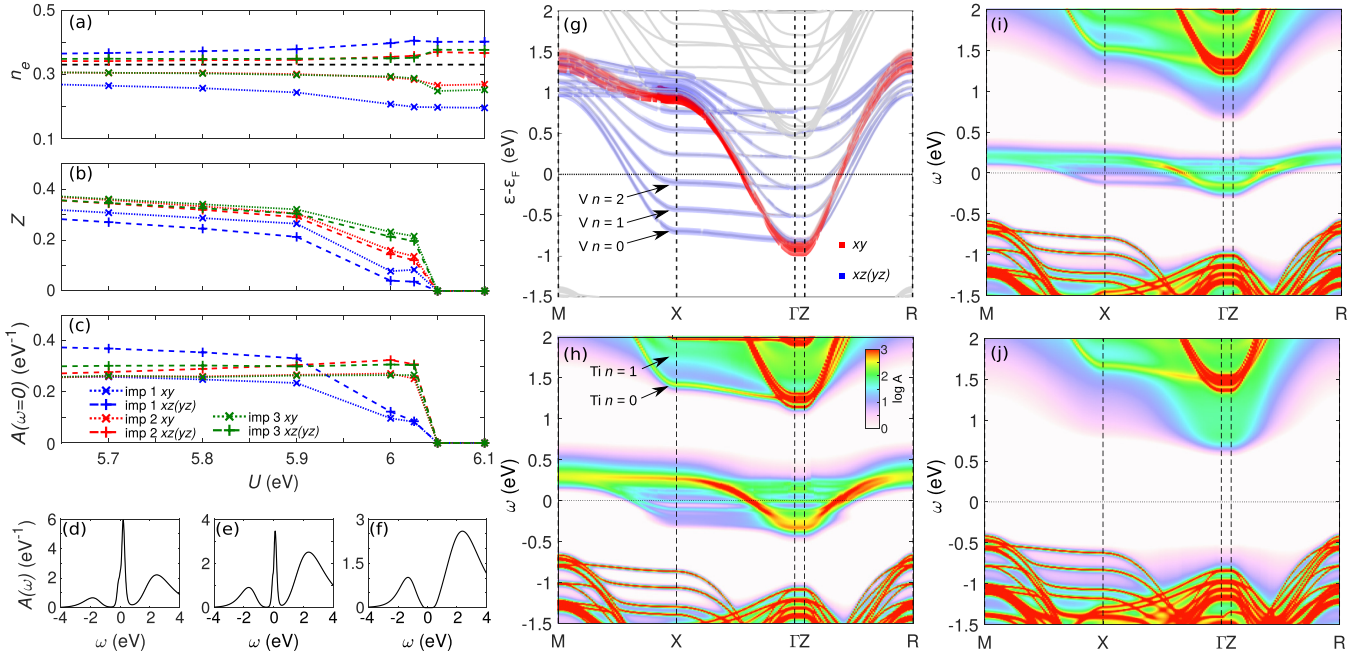 (a)
0.5
0.3
0.1
n_e
(b)
0.4
0.2
0
Z
(c)
0.4
0.2
0
A(ω=0) (eV⁻¹)
imp 1 xy
imp 1 xz(yz)
imp 2 xy
imp 2 xz(yz)
imp 3 xy
imp 3 xz(yz)
5.7 5.8 5.9 6 6.1
U (eV)
(d)
6
4
2
0
A(ω) (eV⁻¹)
-4 -2 0 2 4
ω (eV)
(e)
4
2
0
-4 -2 0 2 4
ω (eV)
(f)
3
1.5
0
-4 -2 0 2 4
ω (eV)
(g)
2
1.5
1
0.5
0
-0.5
-1
-1.5
ε-ε_F (eV)
V n = 2
V n = 1
V n = 0
xy
xz(yz)
M X Γ Z R
(h)
2
1.5
1
0.5
0
-0.5
-1
-1.5
ω (eV)
Ti n = 1
Ti n = 0
3
2
1
0
log A
M X Γ Z R
(i)
2
1.5
1
0.5
0
-0.5
-1
-1.5
ω (eV)
M X Γ Z R
(j)
2
1.5
1
0.5
0
-0.5
-1
-1.5
ω (eV)
M X Γ Z R